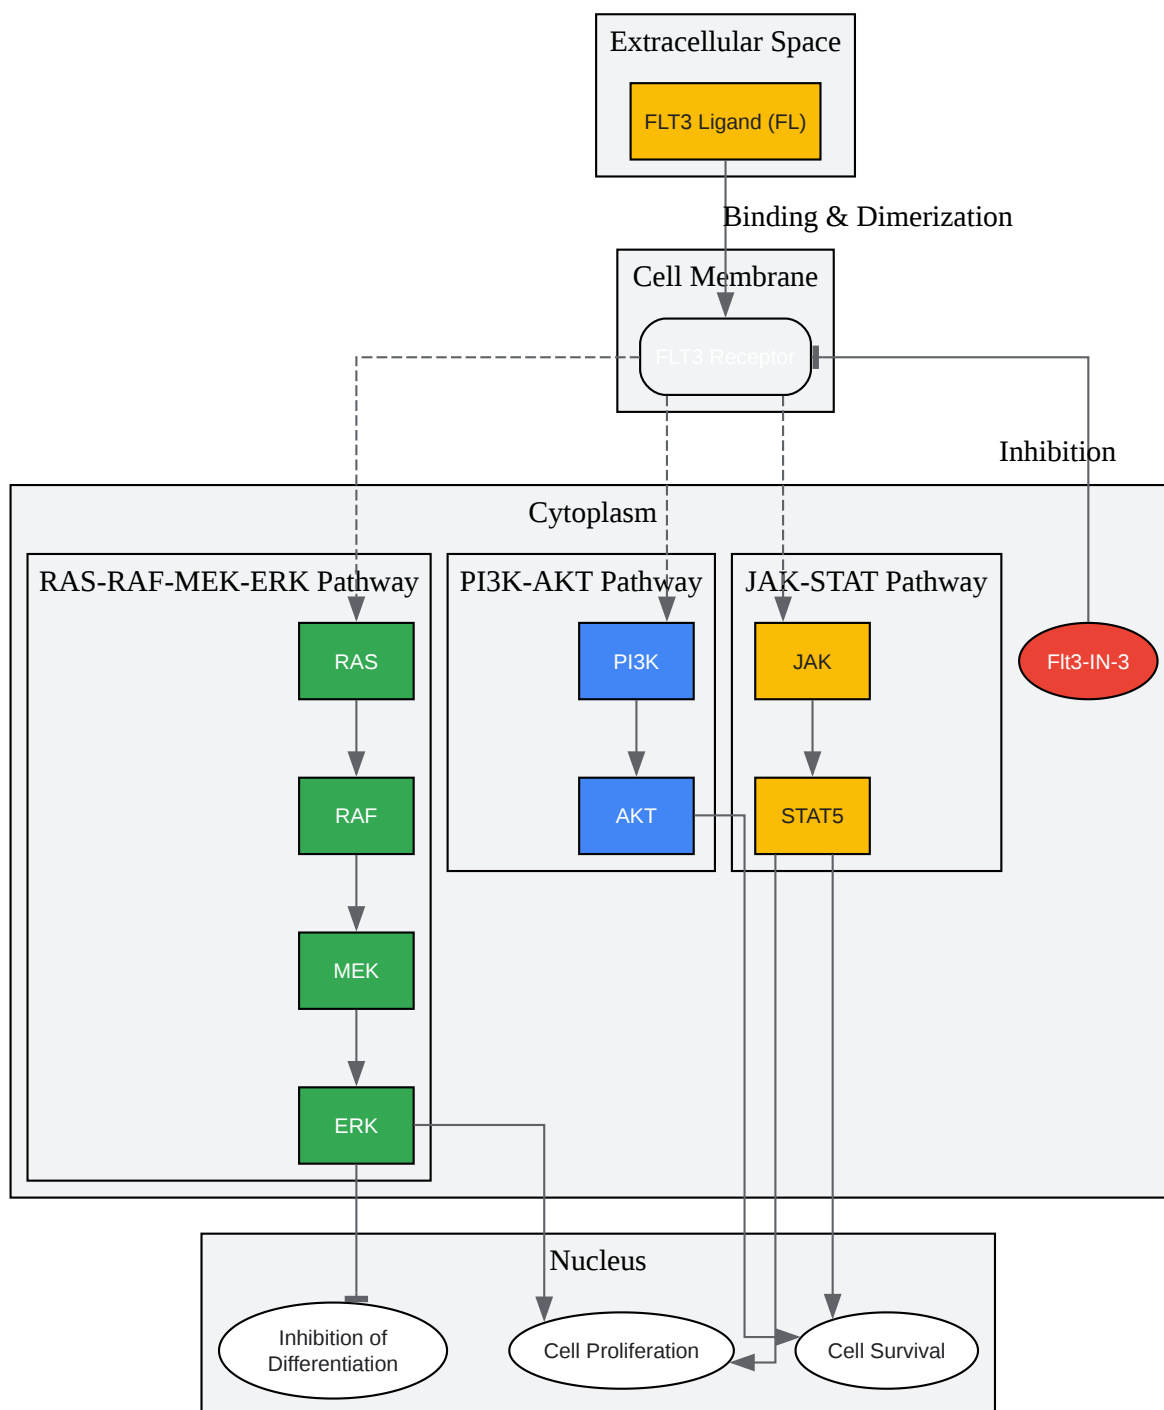 Extracellular Space
FLT3 Ligand (FL)
Binding & Dimerization
Cell Membrane
FLT3 Receptor
Inhibition
Cytoplasm
RAS-RAF-MEK-ERK Pathway
PI3K-AKT Pathway
JAK-STAT Pathway
RAS
PI3K
JAK
Flt3-IN-3
RAF
AKT
STAT5
MEK
ERK
Nucleus
Inhibition of
Differentiation
Cell Proliferation
Cell Survival